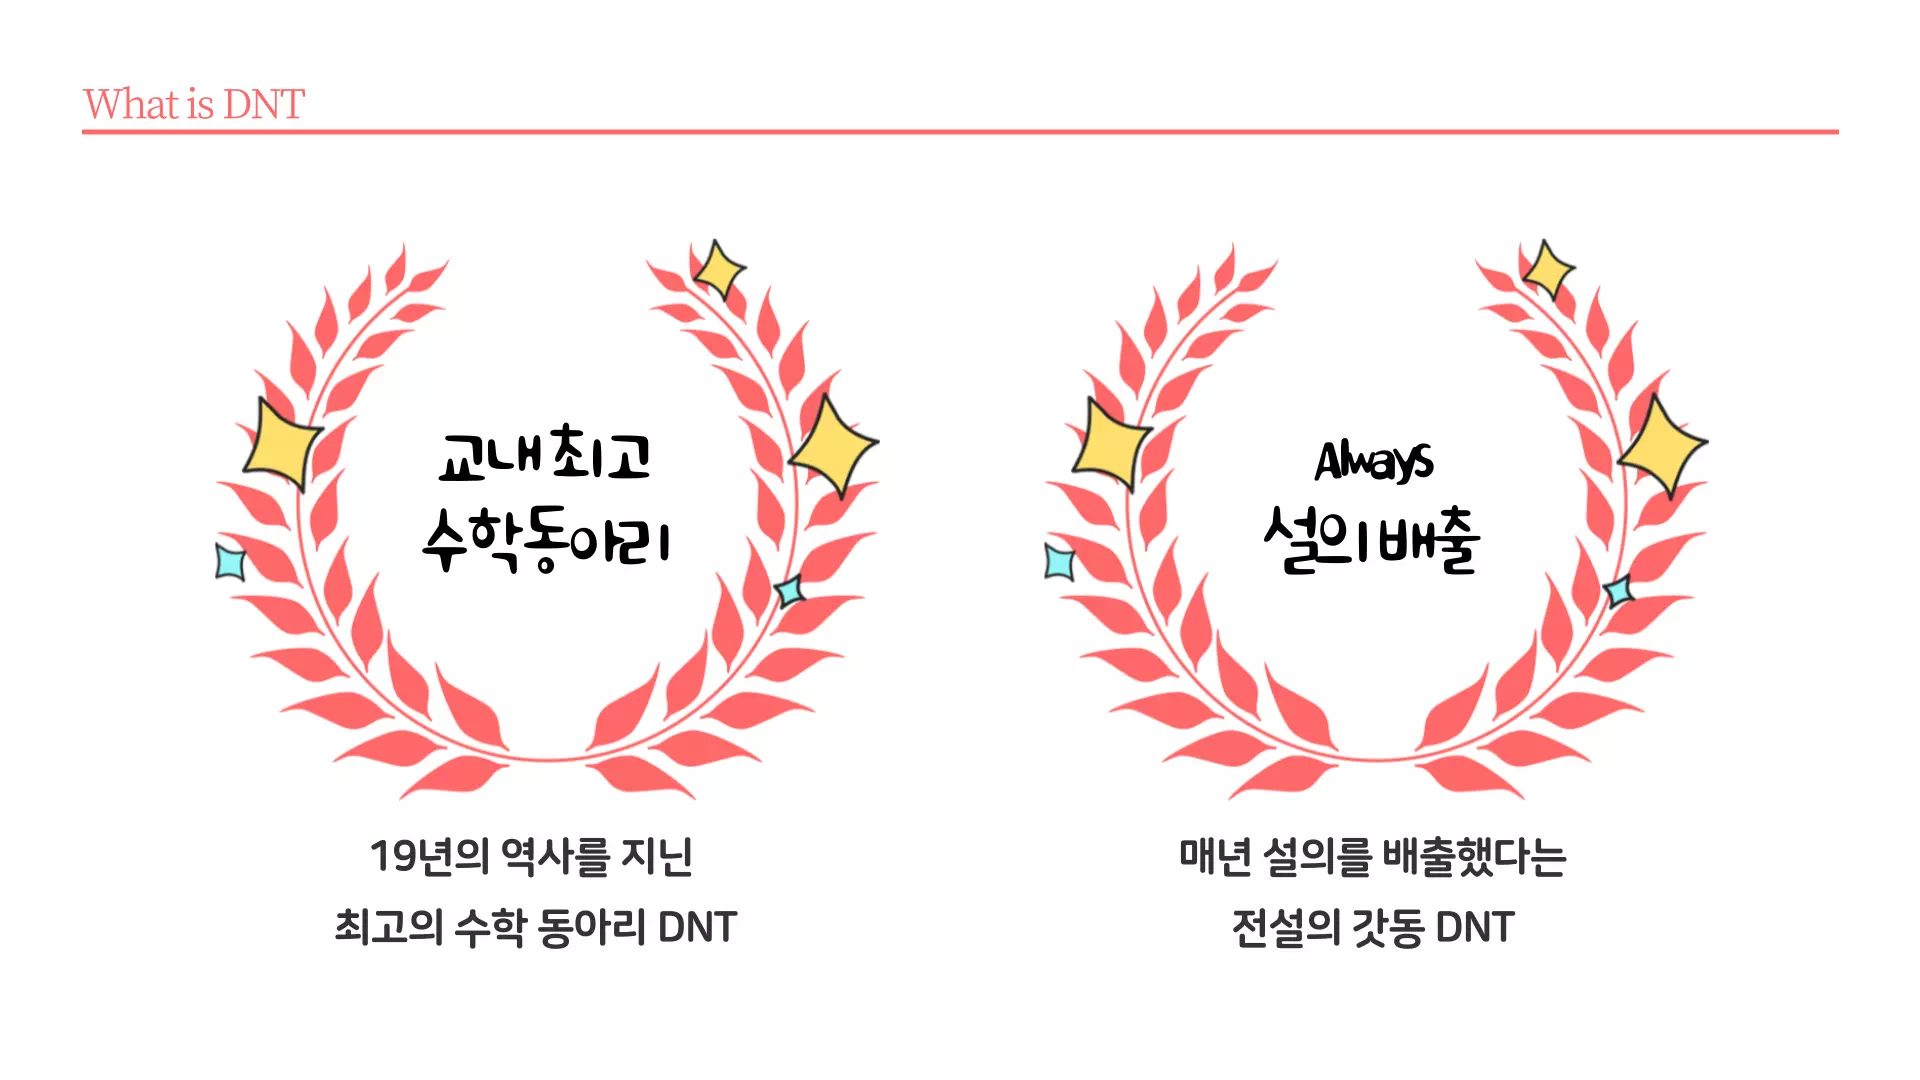 What is DNT
교내 최고
수학동아리
19년의 역사를 지닌
최고의 수학 동아리 DNT
Always
설의 배출
매년 설의를 배출했다는
전설의 갓동 DNT